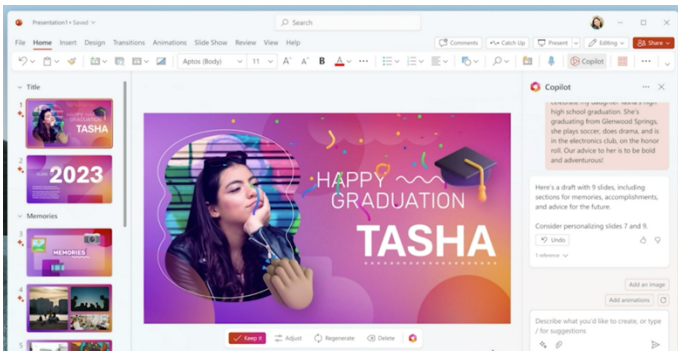 Presentation1 • Saved
Search
File Home Insert Design Transitions Animations Slide Show Review View Help
Comments Catch Up Present Editing Share
Aptos (Body) 11 A A B A Copilot
Title
1
TASHA
2
2023
Memories
3
MEMORIES
4
5
HAPPY
GRADUATION
TASHA
Keep it Adjust Regenerate Delete
Copilot
high school graduation. She's
graduating from Glenwood Springs,
she plays soccer, does drama, and is
in the electronics club, on the honor
roll. Our advice to her is to be bold
and adventurous!
Here's a draft with 9 slides, including
sections for memories, accomplishments,
and advice for the future.
Consider personalizing slides 7 and 9.
Undo
1 reference
Add an image
Add animations
Describe what you'd like to create, or type
/ for suggestions